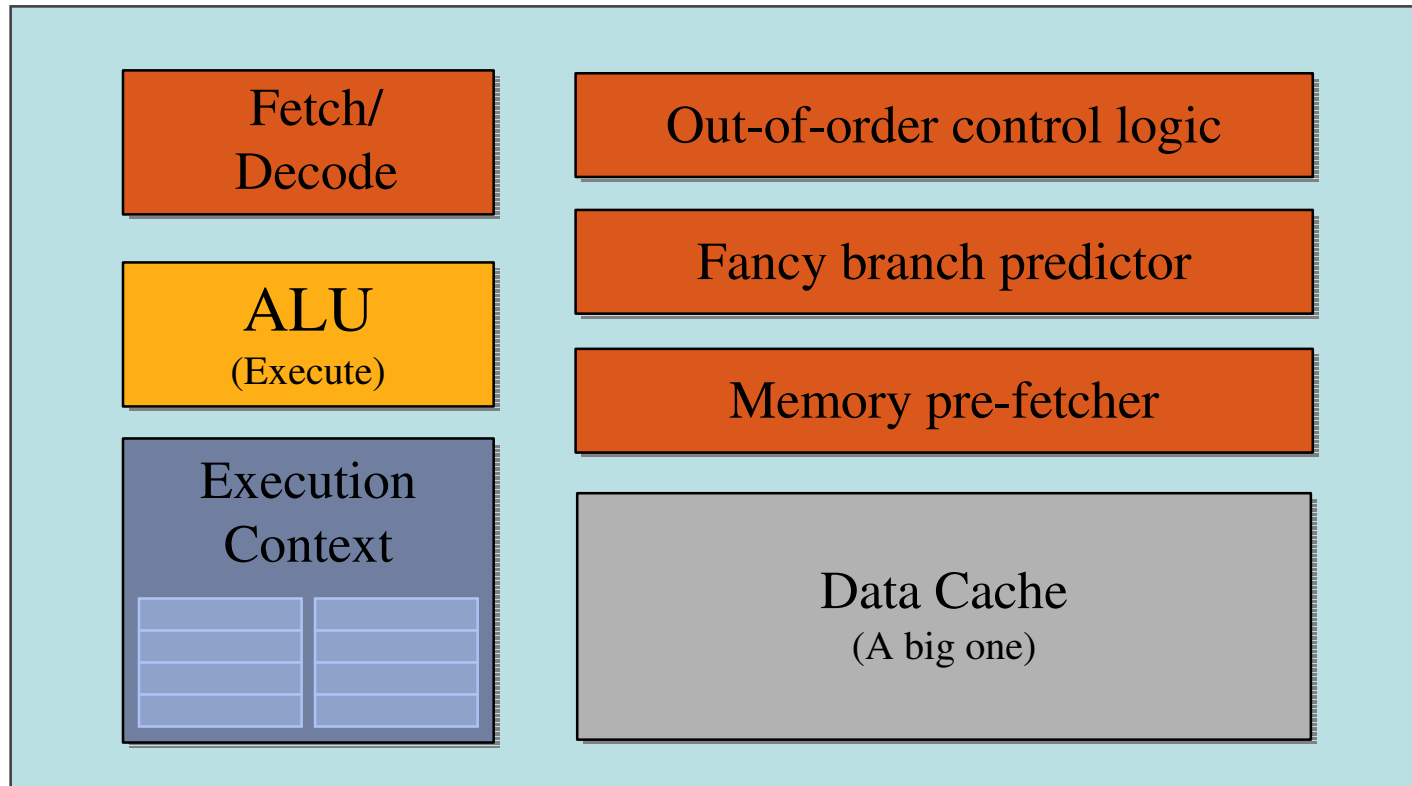 Fetch/
Decode
ALU
(Execute)
Execution
Context
Out-of-order control logic
Fancy branch predictor
Memory pre-fetcher
Data Cache
(A big one)